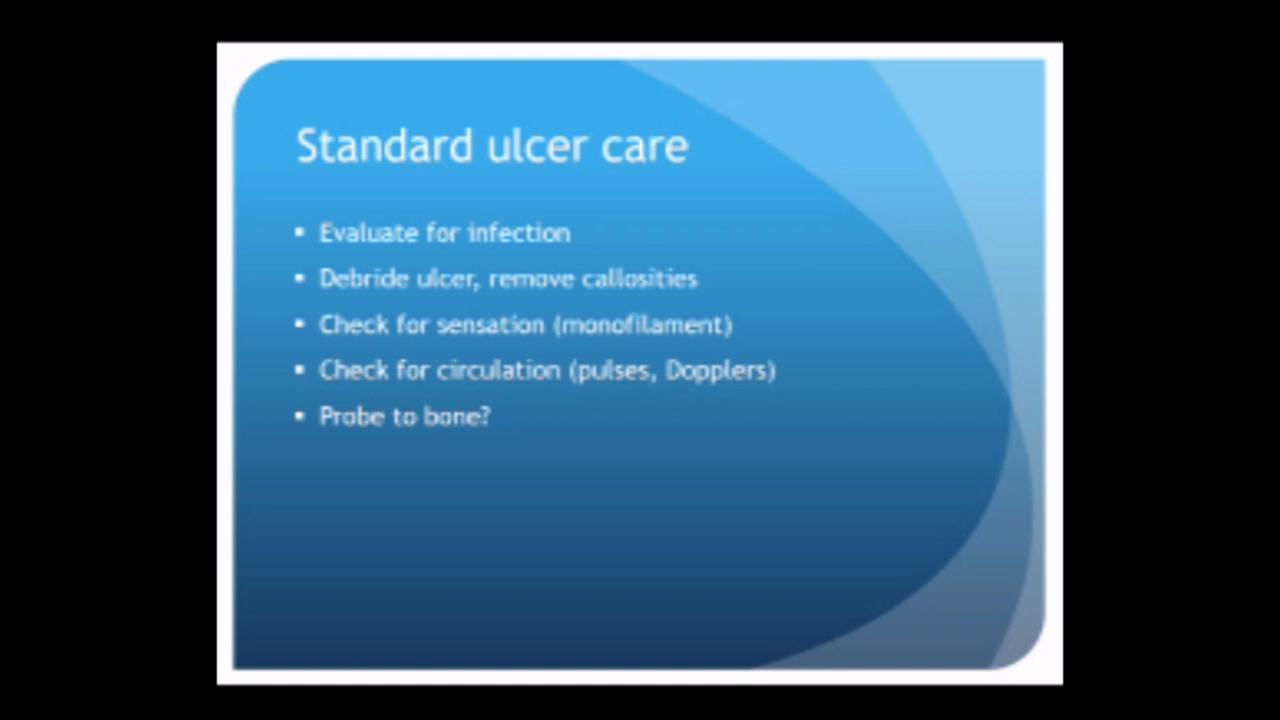 Standard ulcer care
▪ Evaluate for infection
▪ Debride ulcer, remove callosities
▪ Check for sensation (monofilament)
▪ Check for circulation (pulses, Dopplers)
▪ Probe to bone?